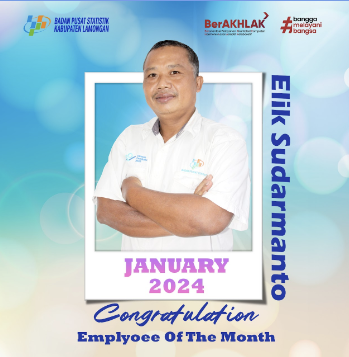 BADAN PUSAT STATISTIK
KABUPATEN LAMONGAN
BerAKHLAK
#bangga
melayani
bangsa
Elik Sudarmanto
JANUARY
2024
Congratulation
Emplyoee Of The Month